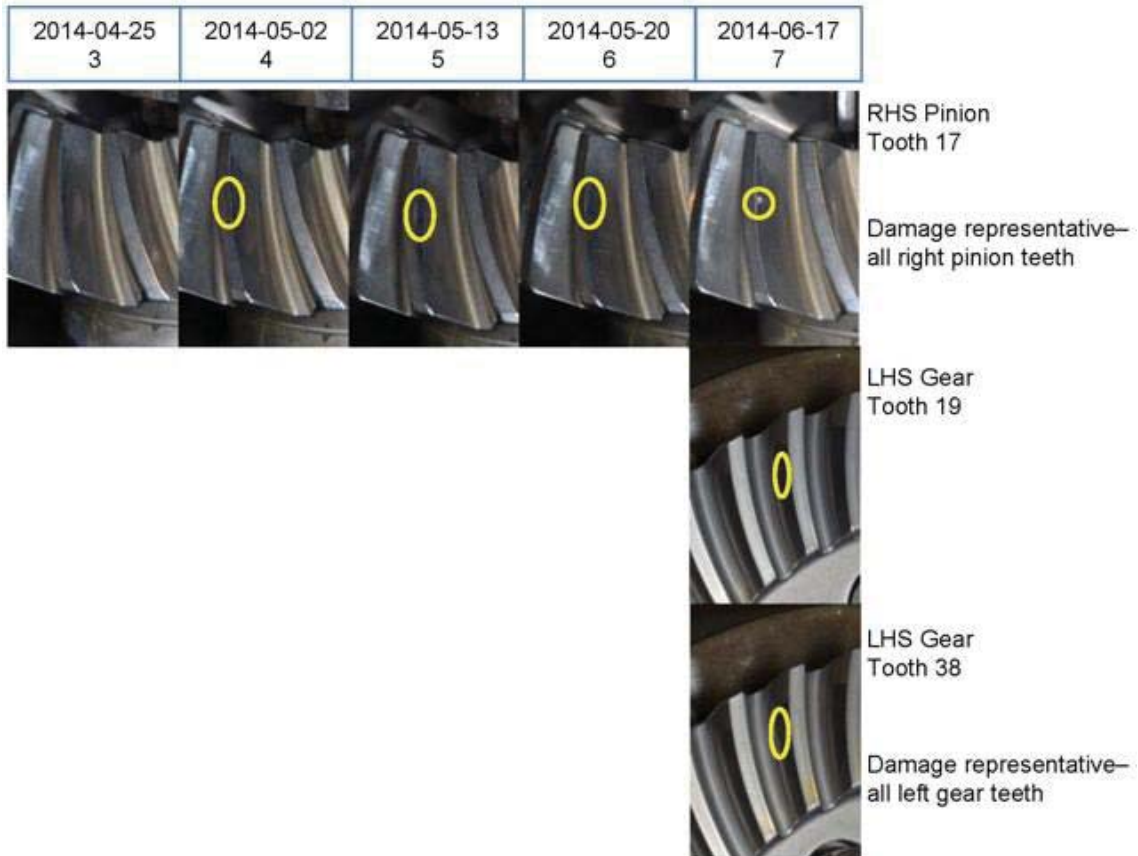 2014-04-25
3
2014-05-02
4
2014-05-13
5
2014-05-20
6
2014-06-17
7
RHS Pinion
Tooth 17
Damage representative–
all right pinion teeth
LHS Gear
Tooth 19
LHS Gear
Tooth 38
Damage representative–
all left gear teeth